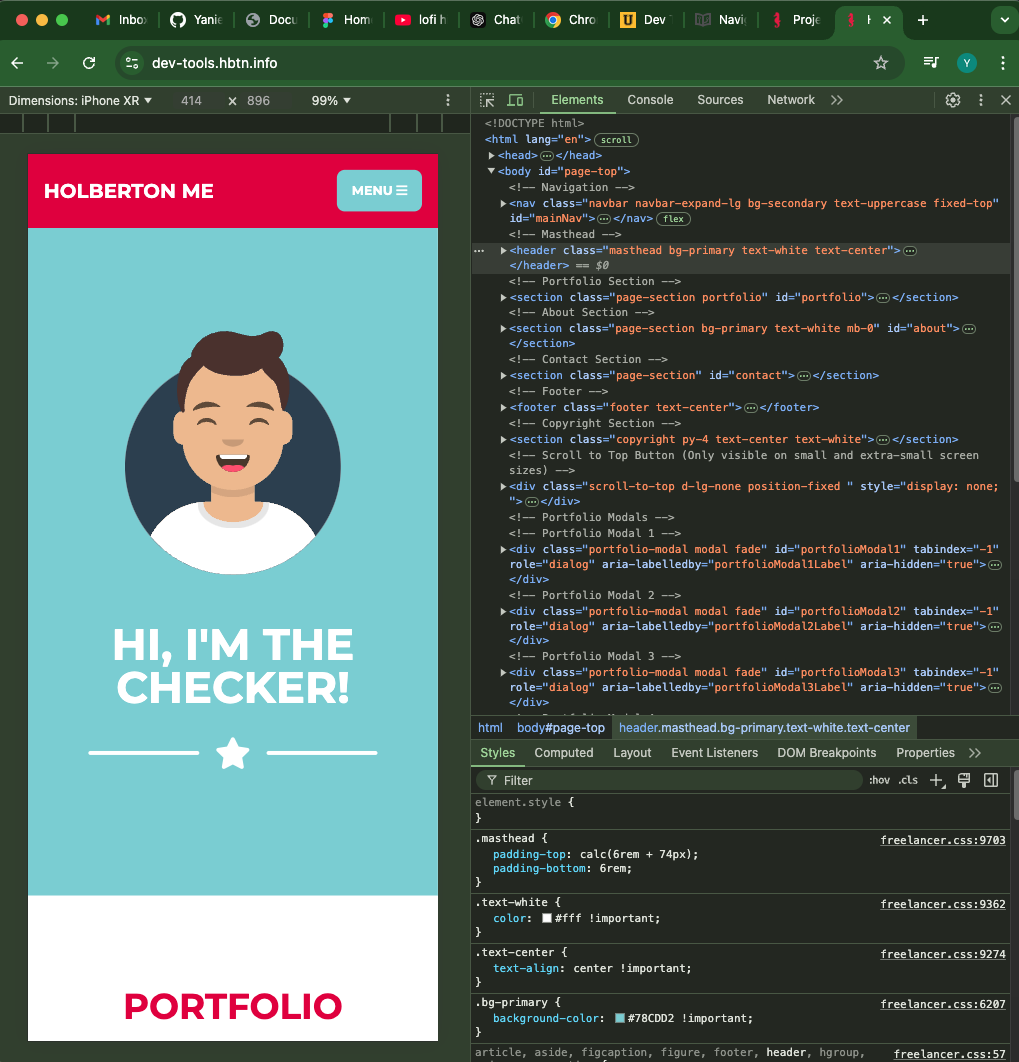 Inbo
Yanie
Docu
Home
lofi h
Chat
Chro
Dev T
Navi
Proje
H
dev-tools.hbtn.info
Y
Dimensions: iPhone XR
414 x 896
99%
HOLBERTON ME
MENU
HI, I'M THE
CHECKER!
PORTFOLIO
Elements Console Sources Network
<!DOCTYPE html>
<html lang="en"> scroll
<head> </head>
<body id="page-top">
<!-- Navigation -->
<nav class="navbar navbar-expand-lg bg-secondary text-uppercase fixed-top"
id="mainNav"> </nav> flex
<!-- Masthead -->
<header class="masthead bg-primary text-white text-center">
</header> == $0
<!-- Portfolio Section -->
<section class="page-section portfolio" id="portfolio"> </section>
<!-- About Section -->
<section class="page-section bg-primary text-white mb-0" id="about">
</section>
<!-- Contact Section -->
<section class="page-section" id="contact"> </section>
<!-- Footer -->
<footer class="footer text-center"> </footer>
<!-- Copyright Section -->
<section class="copyright py-4 text-center text-white"> </section>
<!-- Scroll to Top Button (Only visible on small and extra-small screen
sizes) -->
<div class="scroll-to-top d-lg-none position-fixed " style="display: none;
"> </div>
<!-- Portfolio Modals -->
<!-- Portfolio Modal 1 -->
<div class="portfolio-modal modal fade" id="portfolioModal1" tabindex="-1"
role="dialog" aria-labelledby="portfolioModal1Label" aria-hidden="true">
</div>
<!-- Portfolio Modal 2 -->
<div class="portfolio-modal modal fade" id="portfolioModal2" tabindex="-1"
role="dialog" aria-labelledby="portfolioModal2Label" aria-hidden="true">
</div>
<!-- Portfolio Modal 3 -->
<div class="portfolio-modal modal fade" id="portfolioModal3" tabindex="-1"
role="dialog" aria-labelledby="portfolioModal3Label" aria-hidden="true">
</div>
html body#page-top header.masthead.bg-primary.text-white.text-center
Styles Computed Layout Event Listeners DOM Breakpoints Properties
Filter :hov .cls
element.style {
}
.masthead { freelancer.css:9703
padding-top: calc(6rem + 74px);
padding-bottom: 6rem;
}
.text-white { freelancer.css:9362
color: #fff !important;
}
.text-center { freelancer.css:9274
text-align: center !important;
}
.bg-primary { freelancer.css:6207
background-color: #78CDD2 !important;
}
article, aside, figcaption, figure, footer, header, hgroup, freelancer.css:57